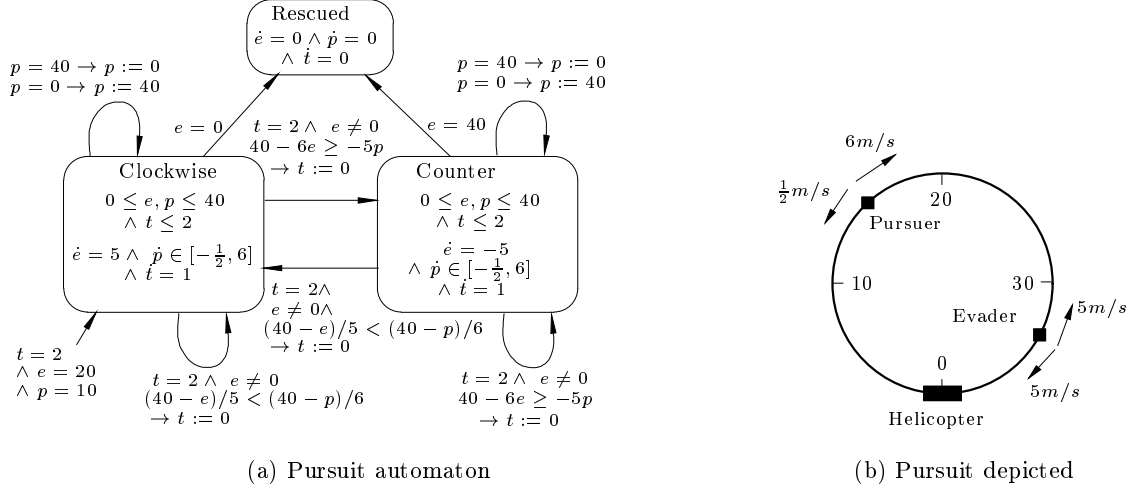 Rescued
ė = 0 ∧ ṗ = 0
∧ ṫ = 0
p = 40 → p := 0
p = 0 → p := 40
p = 40 → p := 0
p = 0 → p := 40
e = 0
t = 2 ∧ e ≠ 0
40 − 6e ≥ −5p
→ t := 0
e = 40
Clockwise
0 ≤ e, p ≤ 40
∧ t ≤ 2
ė = 5 ∧ ṗ ∈ [−½, 6]
∧ ṫ = 1
Counter
0 ≤ e, p ≤ 40
∧ t ≤ 2
ė = −5
∧ ṗ ∈ [−½, 6]
∧ ṫ = 1
t = 2∧
e ≠ 0∧
(40 − e)/5 < (40 − p)/6
→ t := 0
t = 2
∧ e = 20
∧ p = 10
t = 2 ∧ e ≠ 0
(40 − e)/5 < (40 − p)/6
→ t := 0
t = 2 ∧ e ≠ 0
40 − 6e ≥ −5p
→ t := 0
(a) Pursuit automaton
6m/s
½m/s
20
Pursuer
10
30
Evader
5m/s
0
5m/s
Helicopter
(b) Pursuit depicted